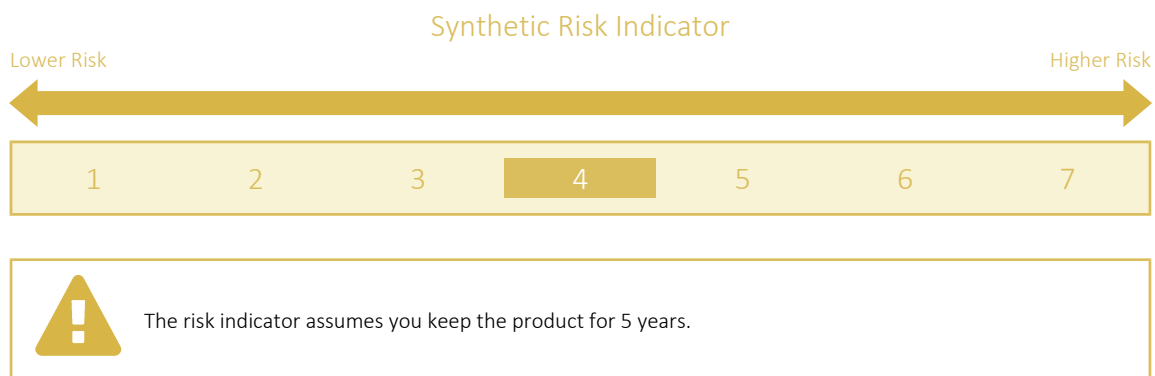 Synthetic Risk Indicator
Lower Risk Higher Risk
1 2 3 4 5 6 7
The risk indicator assumes you keep the product for 5 years.